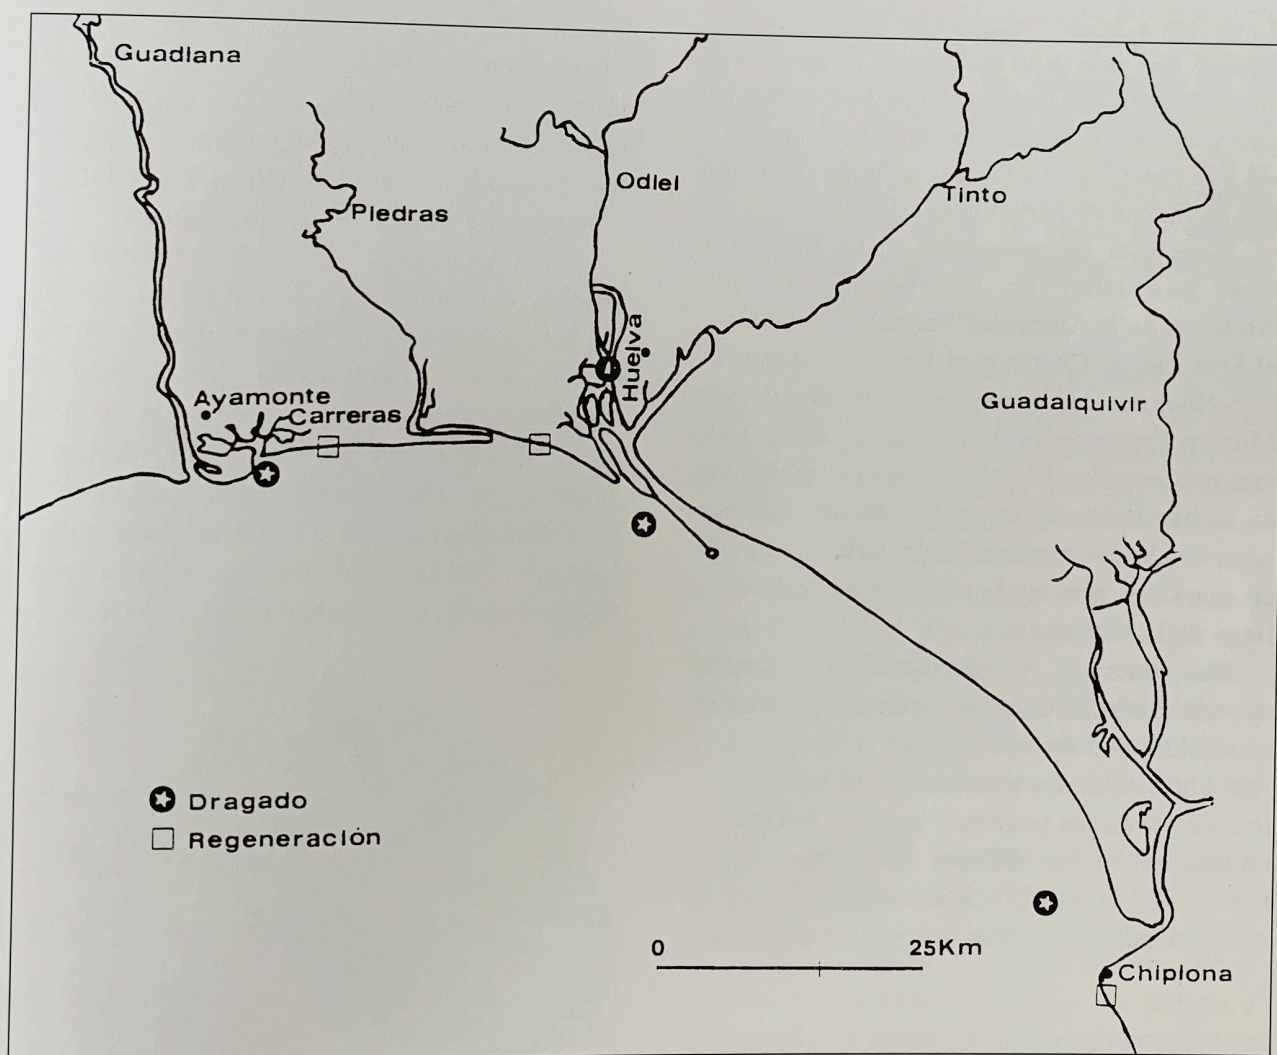 Guadiana
Odiel
Piedras
Tinto
Huelva
Ayamonte
Carreras
Guadalquivir
Dragado
Regeneración
0 25Km
Chipiona